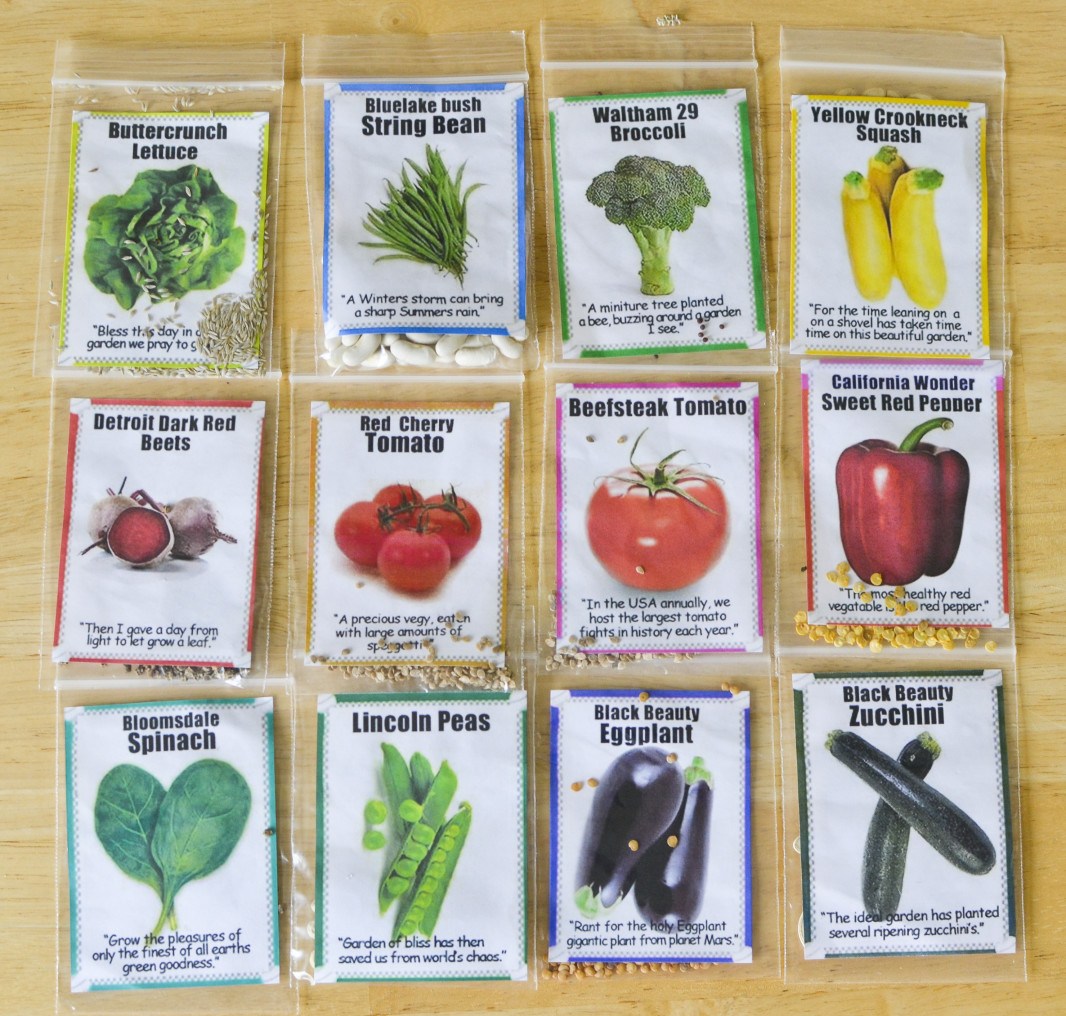 Buttercrunch
Lettuce
"Bless this day in a
garden we pray to g
Bluelake bush
String Bean
"A Winters storm can bring
a sharp Summers rain."
Waltham 29
Broccoli
"A miniture tree planted
a bee, buzzing around a garden
I see."
Yellow Crookneck
Squash
"For the time leaning on a
on a shovel has taken time
time on this beautiful garden."
Detroit Dark Red
Beets
"Then I gave a day from
light to let grow a leaf."
Red Cherry
Tomato
"A precious vegy, eaten
with large amounts of
spagetti
Beefsteak Tomato
"In the USA annually, we
host the largest tomato
fights in history each year."
California Wonder
Sweet Red Pepper
"The most healthy red
vegatable is red pepper."
Bloomsdale
Spinach
"Grow the pleasures of
only the finest of all earths
green goodness."
Lincoln Peas
"Garden of bliss has then
saved us from world's chaos."
Black Beauty
Eggplant
"Rant for the holy Eggplant
gigantic plant from planet Mars."
Black Beauty
Zucchini
"The ideal garden has planted
several ripening zucchini's."